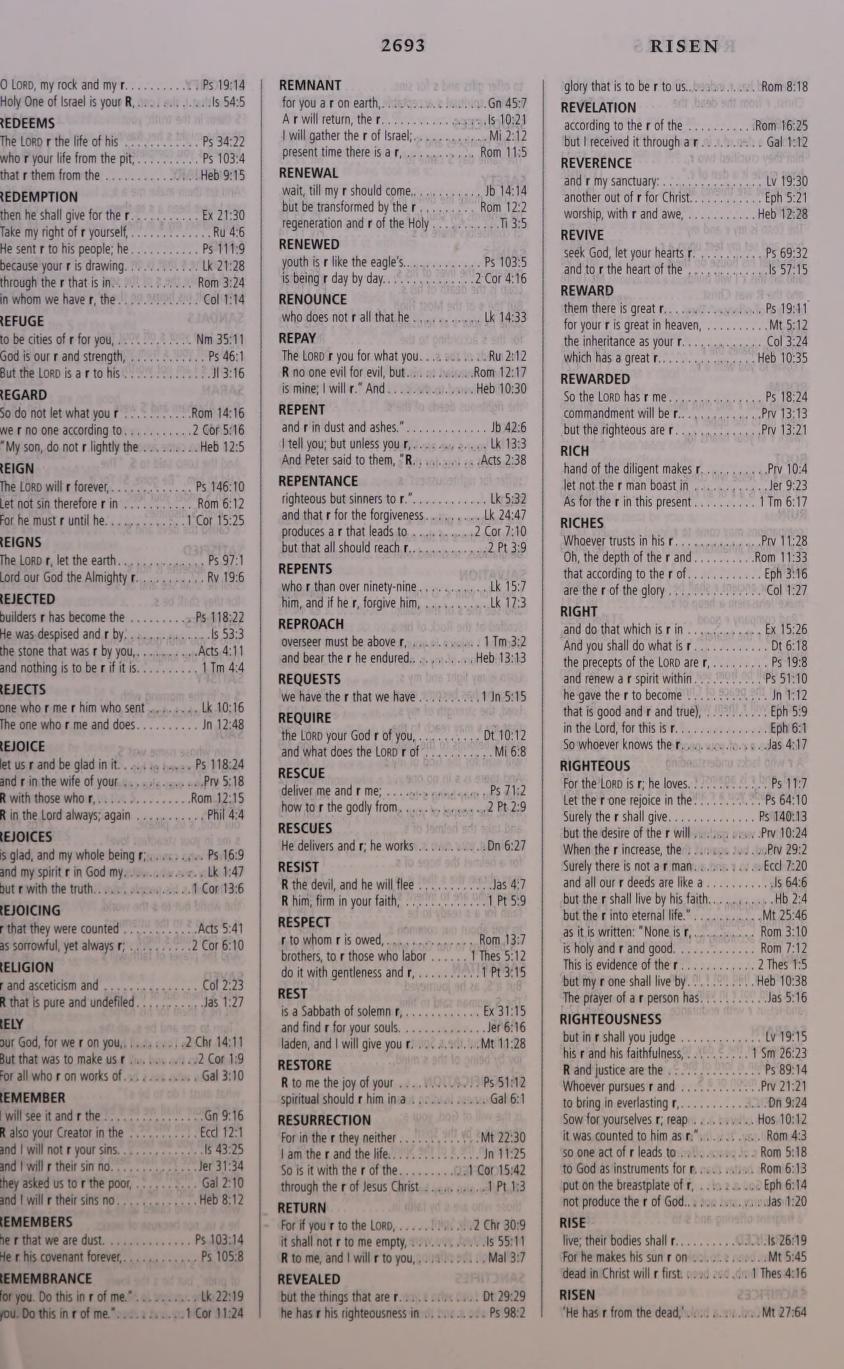 2693
RISEN
O LORD, my rock and my r. Ps 19:14
Holy One of Israel is your R, Is 54:5
REDEEMS
The LORD r the life of his Ps 34:22
who r your life from the pit, Ps 103:4
that r them from the Heb 9:15
REDEMPTION
then he shall give for the r. Ex 21:30
Take my right of r yourself, Ru 4:6
He sent r to his people; he Ps 111:9
because your r is drawing. Lk 21:28
through the r that is in. Rom 3:24
in whom we have r, the Col 1:14
EFUGE
to be cities of r for you, Nm 35:11
God is our r and strength, Ps 46:1
But the LORD is a r to his Jl 3:16
EGARD
So do not let what you r Rom 14:16
we r no one according to. 2 Cor 5:16
"My son, do not r lightly the Heb 12:5
EIGN
The LORD will r forever, Ps 146:10
Let not sin therefore r in Rom 6:12
For he must r until he. 1 Cor 15:25
EIGNS
The LORD r, let the earth Ps 97:1
Lord our God the Almighty r. Rv 19:6
EJECTED
builders r has become the Ps 118:22
He was despised and r by. Is 53:3
the stone that was r by you, Acts 4:11
and nothing is to be r if it is. 1 Tm 4:4
EJECTS
one who r me r him who sent Lk 10:16
The one who r me and does. Jn 12:48
EJOICE
let us r and be glad in it. Ps 118:24
and r in the wife of your Prv 5:18
R with those who r, Rom 12:15
R in the Lord always; again Phil 4:4
EJOICES
is glad, and my whole being r; Ps 16:9
and my spirit r in God my. Lk 1:47
but r with the truth. 1 Cor 13:6
EJOICING
r that they were counted Acts 5:41
as sorrowful, yet always r; 2 Cor 6:10
ELIGION
r and asceticism and Col 2:23
R that is pure and undefiled. Jas 1:27
ELY
our God, for we r on you, 2 Chr 14:11
But that was to make us r 2 Cor 1:9
For all who r on works of. Gal 3:10
EMEMBER
I will see it and r the Gn 9:16
R also your Creator in the Eccl 12:1
and I will not r your sins. Is 43:25
and I will r their sin no. Jer 31:34
they asked us to r the poor, Gal 2:10
and I will r their sins no Heb 8:12
EMEMBERS
he r that we are dust. Ps 103:14
He r his covenant forever, Ps 105:8
EMEMBRANCE
for you. Do this in r of me." Lk 22:19
you. Do this in r of me." 1 Cor 11:24
REMNANT
for you a r on earth, Gn 45:7
A r will return, the r Is 10:21
I will gather the r of Israel; Mi 2:12
present time there is a r, Rom 11:5
RENEWAL
wait, till my r should come. Jb 14:14
but be transformed by the r Rom 12:2
regeneration and r of the Holy Ti 3:5
RENEWED
youth is r like the eagle's. Ps 103:5
is being r day by day. 2 Cor 4:16
RENOUNCE
who does not r all that he Lk 14:33
REPAY
The LORD r you for what you. Ru 2:12
R no one evil for evil, but Rom 12:17
is mine; I will r." And Heb 10:30
REPENT
and r in dust and ashes." Jb 42:6
I tell you; but unless you r, Lk 13:3
And Peter said to them, "R. Acts 2:38
REPENTANCE
righteous but sinners to r." Lk 5:32
and that r for the forgiveness Lk 24:47
produces a r that leads to 2 Cor 7:10
but that all should reach r. 2 Pt 3:9
REPENTS
who r than over ninety-nine Lk 15:7
him, and if he r, forgive him, Lk 17:3
REPROACH
overseer must be above r, 1 Tm 3:2
and bear the r he endured. Heb 13:13
REQUESTS
we have the r that we have 1 Jn 5:15
REQUIRE
the LORD your God r of you, Dt 10:12
and what does the LORD r of Mi 6:8
RESCUE
deliver me and r me; Ps 71:2
how to r the godly from. 2 Pt 2:9
RESCUES
He delivers and r; he works Dn 6:27
RESIST
R the devil, and he will flee Jas 4:7
R him, firm in your faith, 1 Pt 5:9
RESPECT
r to whom r is owed, Rom 13:7
brothers, to r those who labor 1 Thes 5:12
do it with gentleness and r, 1 Pt 3:15
REST
is a Sabbath of solemn r, Ex 31:15
and find r for your souls. Jer 6:16
laden, and I will give you r. Mt 11:28
RESTORE
R to me the joy of your Ps 51:12
spiritual should r him in a Gal 6:1
RESURRECTION
For in the r they neither Mt 22:30
I am the r and the life. Jn 11:25
So is it with the r of the. 1 Cor 15:42
through the r of Jesus Christ 1 Pt 1:3
RETURN
For if you r to the LORD, 2 Chr 30:9
it shall not r to me empty, Is 55:11
R to me, and I will r to you, Mal 3:7
REVEALED
but the things that are r. Dt 29:29
he has r his righteousness in Ps 98:2
glory that is to be r to us. Rom 8:18
REVELATION
according to the r of the Rom 16:25
but I received it through a r Gal 1:12
REVERENCE
and r my sanctuary: Lv 19:30
another out of r for Christ. Eph 5:21
worship, with r and awe, Heb 12:28
REVIVE
seek God, let your hearts r. Ps 69:32
and to r the heart of the Is 57:15
REWARD
them there is great r. Ps 19:11
for your r is great in heaven, Mt 5:12
the inheritance as your r. Col 3:24
which has a great r. Heb 10:35
REWARDED
So the LORD has r me. Ps 18:24
commandment will be r. Prv 13:13
but the righteous are r. Prv 13:21
RICH
hand of the diligent makes r. Prv 10:4
let not the r man boast in Jer 9:23
As for the r in this present 1 Tm 6:17
RICHES
Whoever trusts in his r. Prv 11:28
Oh, the depth of the r and Rom 11:33
that according to the r of. Eph 3:16
are the r of the glory Col 1:27
RIGHT
and do that which is r in Ex 15:26
And you shall do what is r Dt 6:18
the precepts of the LORD are r, Ps 19:8
and renew a r spirit within. Ps 51:10
he gave the r to become Jn 1:12
that is good and r and true), Eph 5:9
in the Lord, for this is r. Eph 6:1
So whoever knows the r. Jas 4:17
RIGHTEOUS
For the LORD is r; he loves. Ps 11:7
Let the r one rejoice in the Ps 64:10
Surely the r shall give. Ps 140:13
but the desire of the r will Prv 10:24
When the r increase, the Prv 29:2
Surely there is not a r man. Eccl 7:20
and all our r deeds are like a Is 64:6
but the r shall live by his faith. Hb 2:4
but the r into eternal life." Mt 25:46
as it is written: "None is r, Rom 3:10
is holy and r and good. Rom 7:12
This is evidence of the r 2 Thes 1:5
but my r one shall live by. Heb 10:38
The prayer of a r person has. Jas 5:16
RIGHTEOUSNESS
but in r shall you judge Lv 19:15
his r and his faithfulness, 1 Sm 26:23
R and justice are the Ps 89:14
Whoever pursues r and Prv 21:21
to bring in everlasting r, Dn 9:24
Sow for yourselves r; reap Hos 10:12
it was counted to him as r." Rom 4:3
so one act of r leads to Rom 5:18
to God as instruments for r. Rom 6:13
put on the breastplate of r, Eph 6:14
not produce the r of God. Jas 1:20
RISE
live; their bodies shall r. Is 26:19
For he makes his sun r on Mt 5:45
dead in Christ will r first. 1 Thes 4:16
RISEN
'He has r from the dead,' Mt 27:64